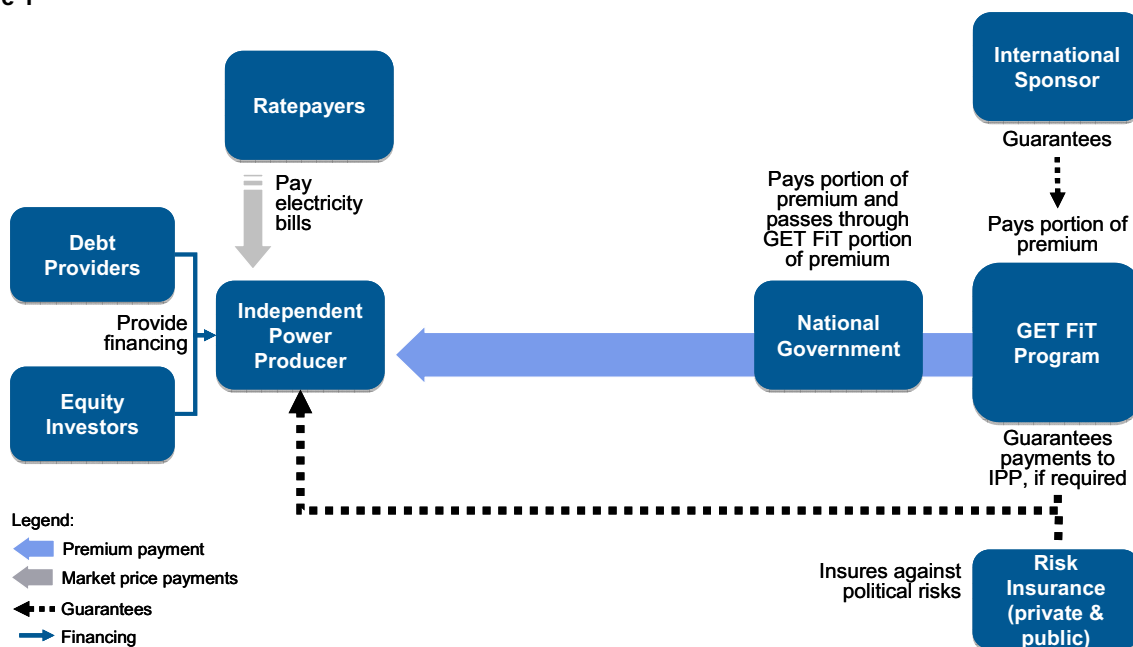 International
Sponsor
Ratepayers
Guarantees
Pay
electricity
bills
Pays portion of
premium and
passes through
GET FiT portion
of premium
Pays portion of
premium
Debt
Providers
Provide
financing
Independent
Power
Producer
National
Government
GET FiT
Program
Equity
Investors
Guarantees
payments to
IPP, if required
Legend:
Premium payment
Market price payments
Guarantees
Financing
Insures against
political risks
Risk
Insurance
(private &
public)